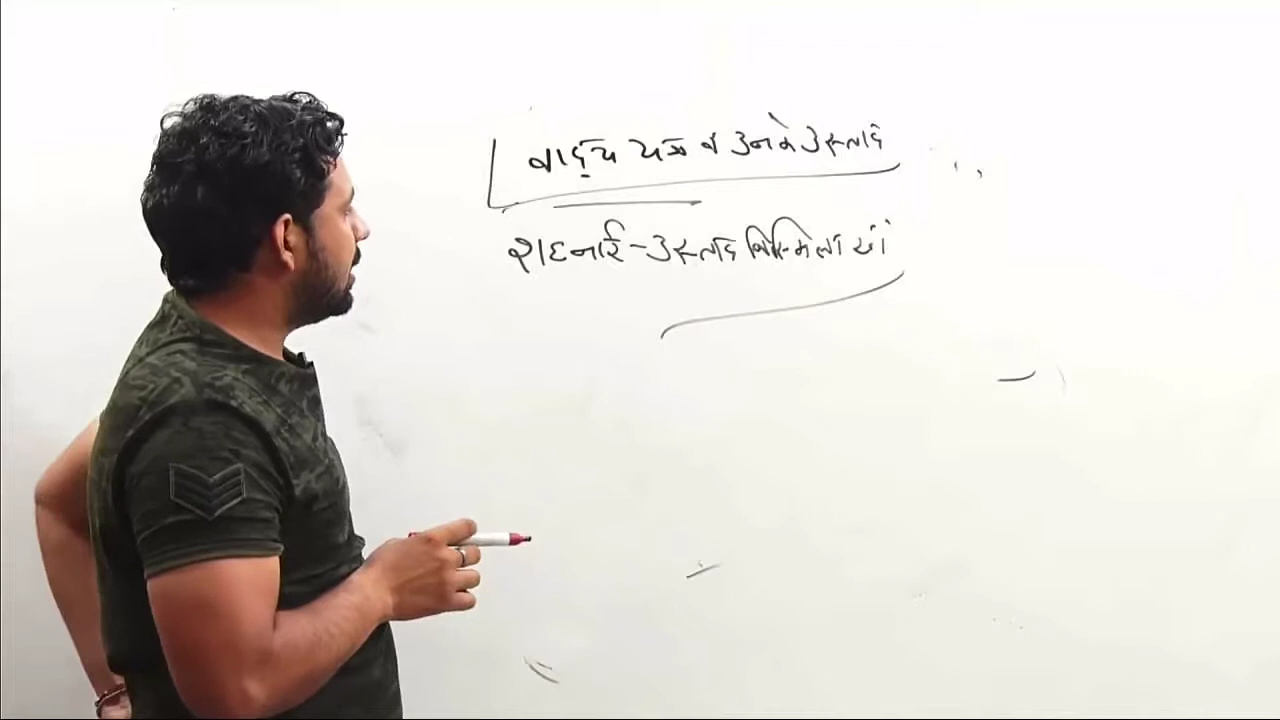 वाद्य यंत्र व उनके उस्ताद
शहनाई - उस्ताद बिस्मिला खाँ